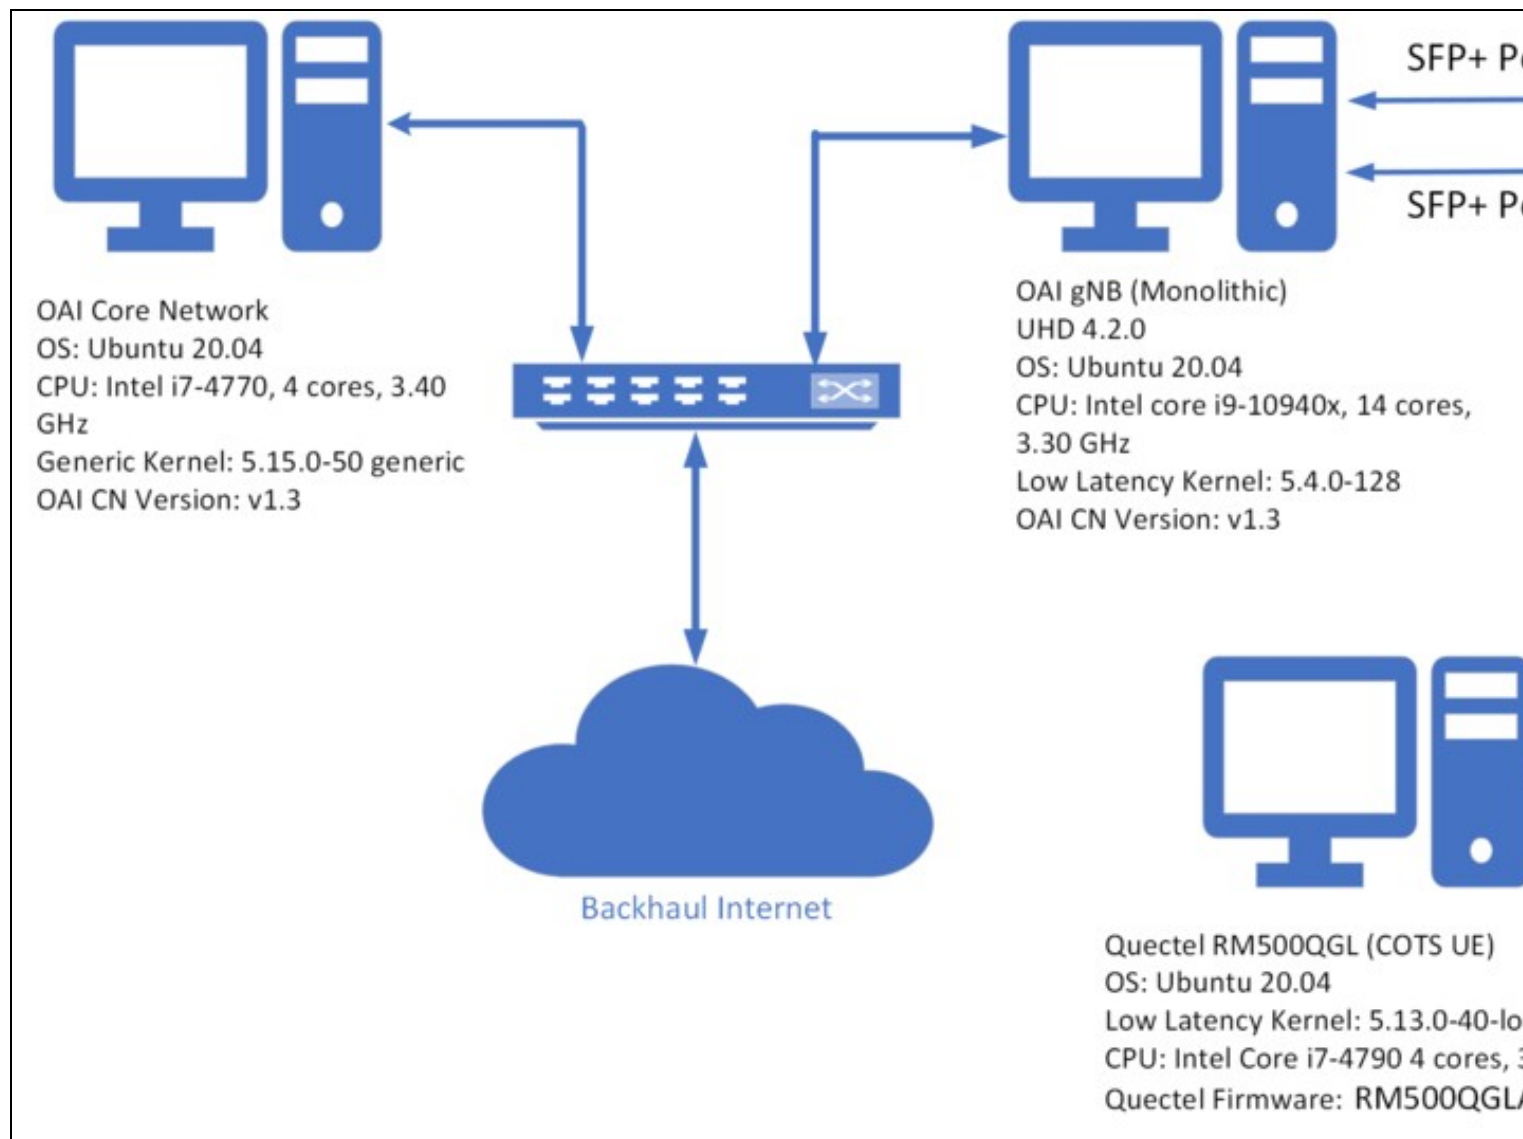 SFP+
SFP+
OAI Core Network
OS: Ubuntu 20.04
CPU: Intel i7-4770, 4 cores, 3.40
GHz
Generic Kernel: 5.15.0-50 generic
OAI CN Version: v1.3
OAI gNB (Monolithic)
UHD 4.2.0
OS: Ubuntu 20.04
CPU: Intel core i9-10940x, 14 cores,
3.30 GHz
Low Latency Kernel: 5.4.0-128
OAI CN Version: v1.3
Backhaul Internet
Quectel RM500QGL (COTS UE)
OS: Ubuntu 20.04
Low Latency Kernel: 5.13.0-40-lo
CPU: Intel Core i7-4790 4 cores,
Quectel Firmware: RM500QGL